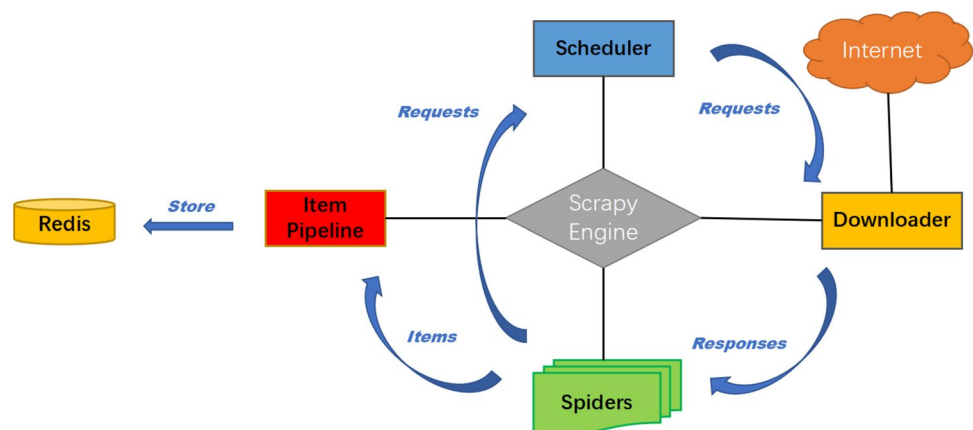 Scheduler
Internet
Requests
Requests
Store
Redis
Item
Pipeline
Scrapy
Engine
Downloader
Items
Responses
Spiders